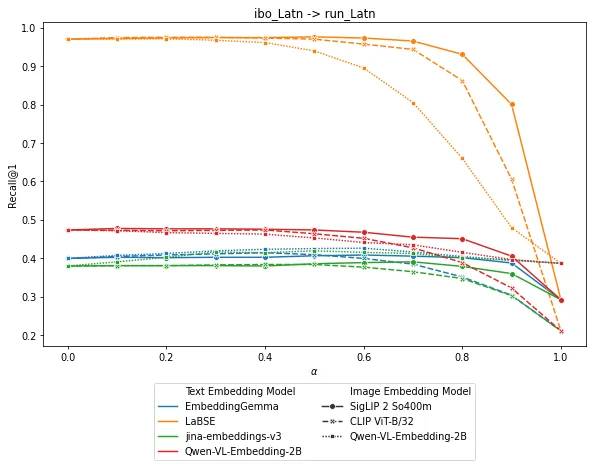 ibo_Latn -> run_Latn
1.0
0.9
0.8
0.7
0.6
0.5
0.4
0.3
0.2
Recall@1
0.0 0.2 0.4 0.6 0.8 1.0
α
Text Embedding Model Image Embedding Model
EmbeddingGemma SigLIP 2 So400m
LaBSE CLIP ViT-B/32
jina-embeddings-v3 Qwen-VL-Embedding-2B
Qwen-VL-Embedding-2B